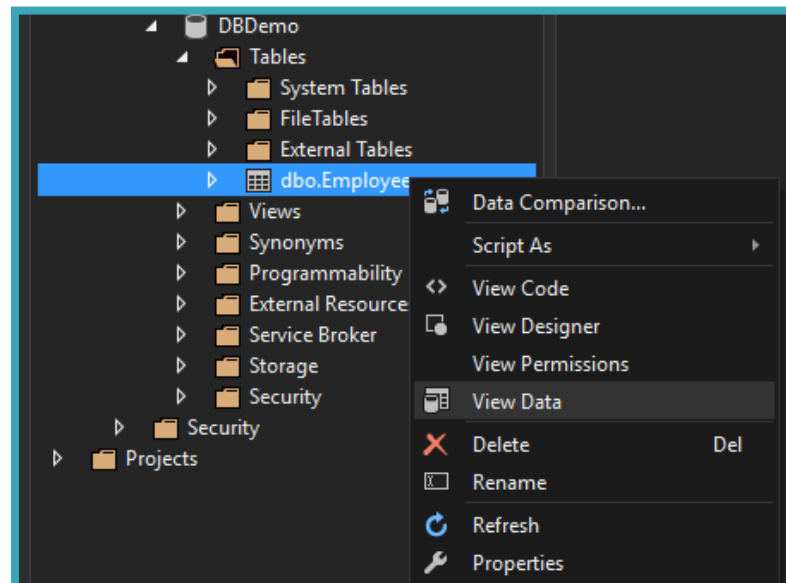 DBDemo
Tables
System Tables
FileTables
External Tables
dbo.Employee
Views
Synonyms
Programmability
External Resource
Service Broker
Storage
Security
Security
Projects
Data Comparison...
Script As
View Code
View Designer
View Permissions
View Data
Delete Del
Rename
Refresh
Properties